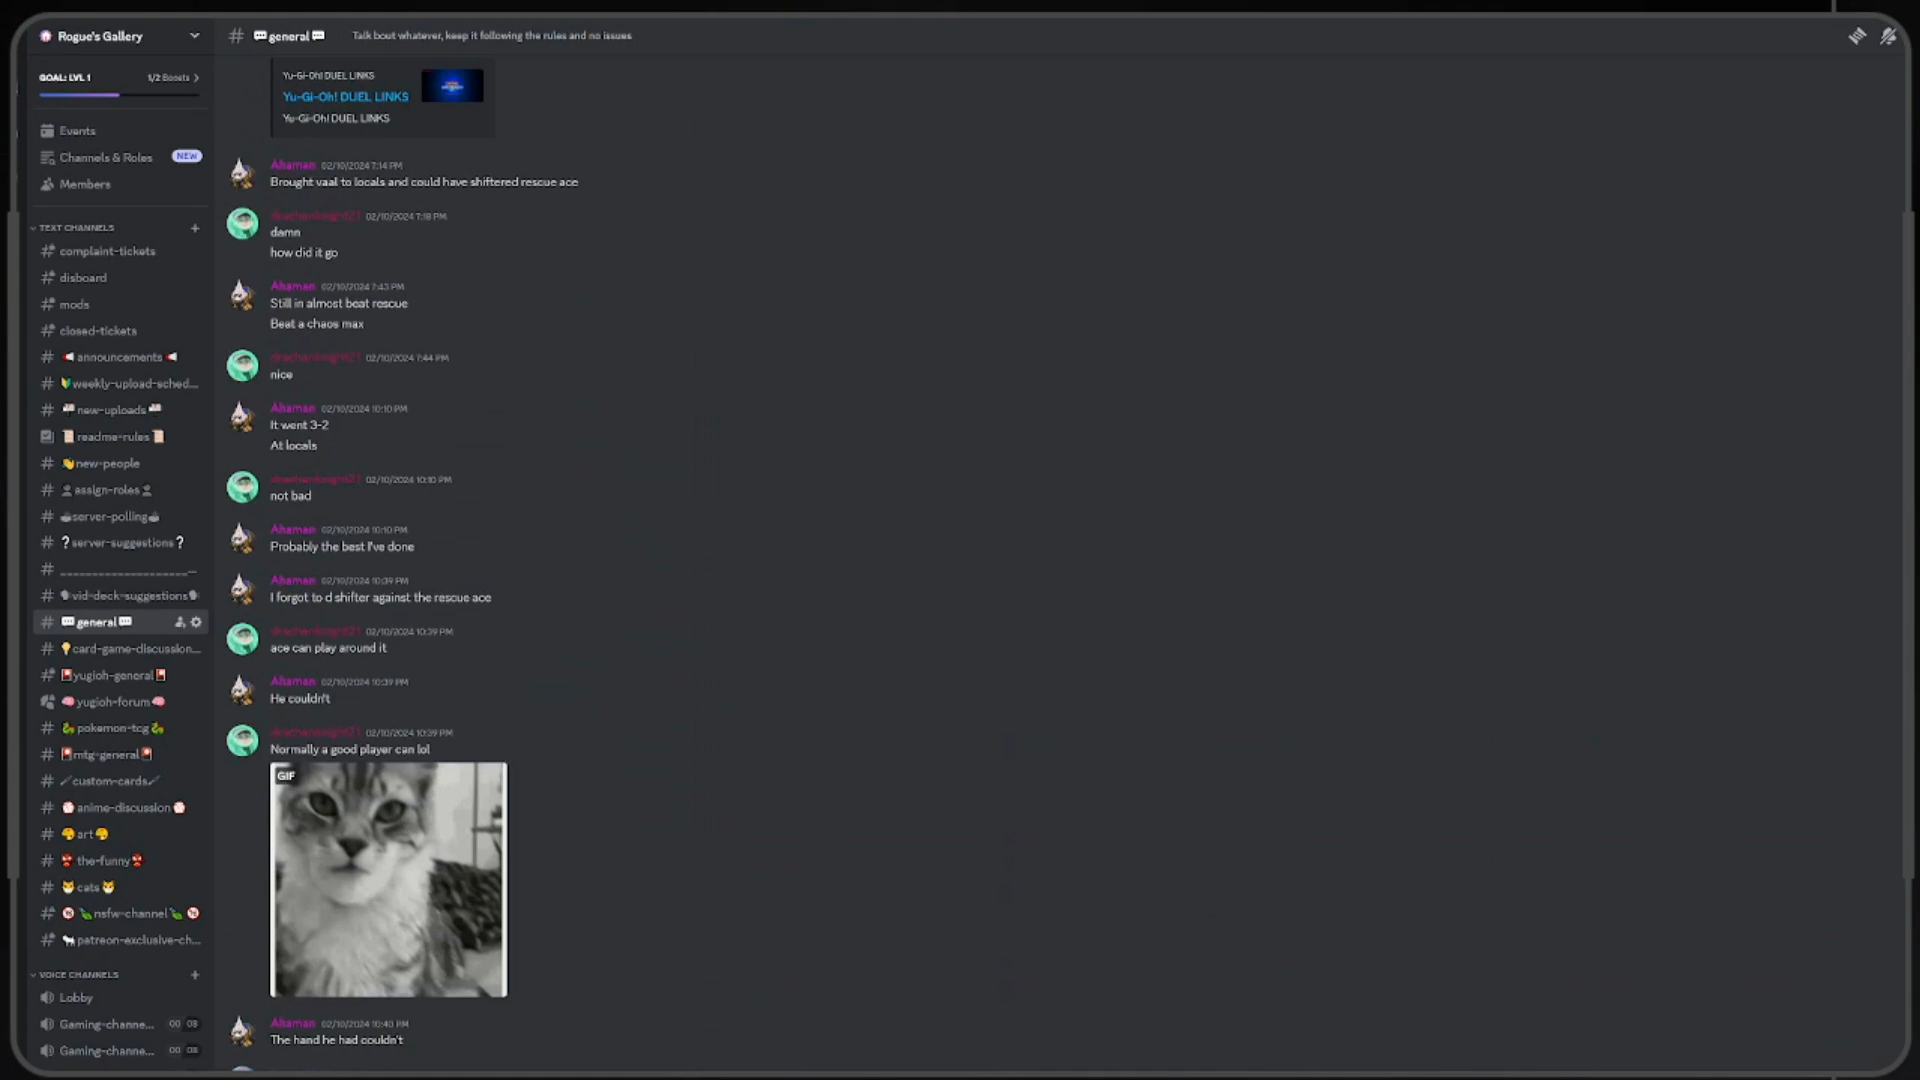 Rogue's Gallery
GOAL: LVL 1
1/2 Boosts
Events
Channels & Roles
NEW
Members
TEXT CHANNELS
complaint-tickets
disboard
mods
closed-tickets
announcements
weekly-upload-sched...
new-uploads
readme-rules
new-people
assign-roles
server-polling
❓server-suggestions❓
____________________...
vid-deck-suggestions
general
card-game-discussion...
yugioh-general
yugioh-forum
pokemon-tcg
mtg-general
custom-cards
anime-discussion
art
the-funny
cats
nsfw-channel
patreon-exclusive-ch...
VOICE CHANNELS
Lobby
Gaming-channe... 00 08
Gaming-channe... 00 08
general
Talk bout whatever, keep it following the rules and no issues
Yu-Gi-Oh! DUEL LINKS
Yu-Gi-Oh! DUEL LINKS
Yu-Gi-Oh! DUEL LINKS
Ahaman 02/10/2024 7:14 PM
Brought vaal to locals and could have shiftered rescue ace
02/10/2024 7:18 PM
damn
how did it go
Ahaman 02/10/2024 7:43 PM
Still in almost beat rescue
Beat a chaos max
02/10/2024 7:44 PM
nice
Ahaman 02/10/2024 10:10 PM
It went 3-2
At locals
02/10/2024 10:10 PM
not bad
Ahaman 02/10/2024 10:10 PM
Probably the best I've done
Ahaman 02/10/2024 10:39 PM
I forgot to d shifter against the rescue ace
02/10/2024 10:39 PM
ace can play around it
Ahaman 02/10/2024 10:39 PM
He couldn't
02/10/2024 10:39 PM
Normally a good player can lol
GIF
Ahaman 02/10/2024 10:40 PM
The hand he had couldn't